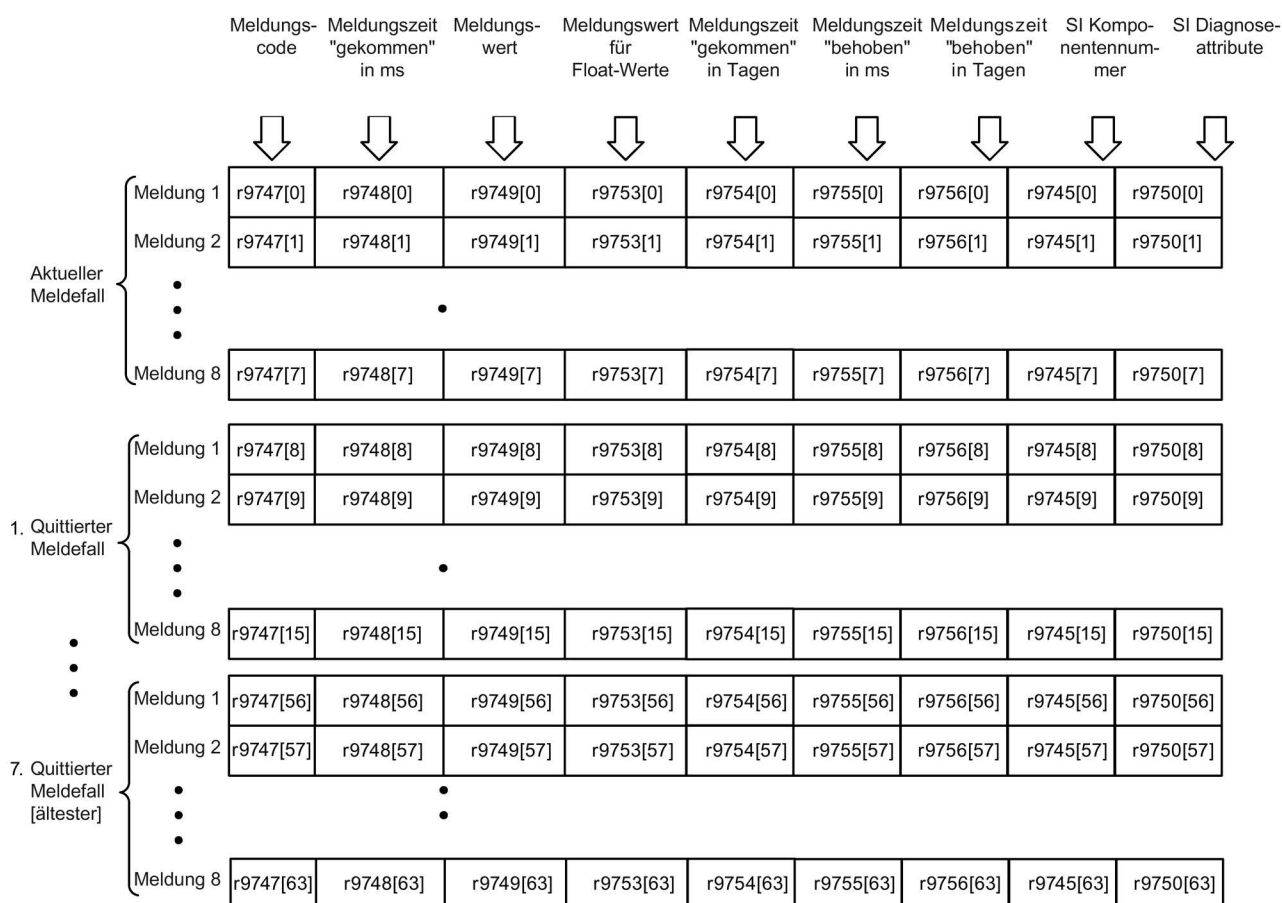 Meldungs- Meldungszeit Meldungs- Meldungswert Meldungszeit Meldungszeit Meldungszeit SI Kompo- SI Diagnose-
code "gekommen" wert für "gekommen" "behoben" "behoben" nentennum- attribute
in ms Float-Werte in Tagen in ms in Tagen mer
Meldung 1 r9747[0] r9748[0] r9749[0] r9753[0] r9754[0] r9755[0] r9756[0] r9745[0] r9750[0]
Meldung 2 r9747[1] r9748[1] r9749[1] r9753[1] r9754[1] r9755[1] r9756[1] r9745[1] r9750[1]
Aktueller
Meldefall
Meldung 8 r9747[7] r9748[7] r9749[7] r9753[7] r9754[7] r9755[7] r9756[7] r9745[7] r9750[7]
Meldung 1 r9747[8] r9748[8] r9749[8] r9753[8] r9754[8] r9755[8] r9756[8] r9745[8] r9750[8]
Meldung 2 r9747[9] r9748[9] r9749[9] r9753[9] r9754[9] r9755[9] r9756[9] r9745[9] r9750[9]
1. Quittierter
Meldefall
Meldung 8 r9747[15] r9748[15] r9749[15] r9753[15] r9754[15] r9755[15] r9756[15] r9745[15] r9750[15]
Meldung 1 r9747[56] r9748[56] r9749[56] r9753[56] r9754[56] r9755[56] r9756[56] r9745[56] r9750[56]
Meldung 2 r9747[57] r9748[57] r9749[57] r9753[57] r9754[57] r9755[57] r9756[57] r9745[57] r9750[57]
7. Quittierter
Meldefall
[ältester]
Meldung 8 r9747[63] r9748[63] r9749[63] r9753[63] r9754[63] r9755[63] r9756[63] r9745[63] r9750[63]